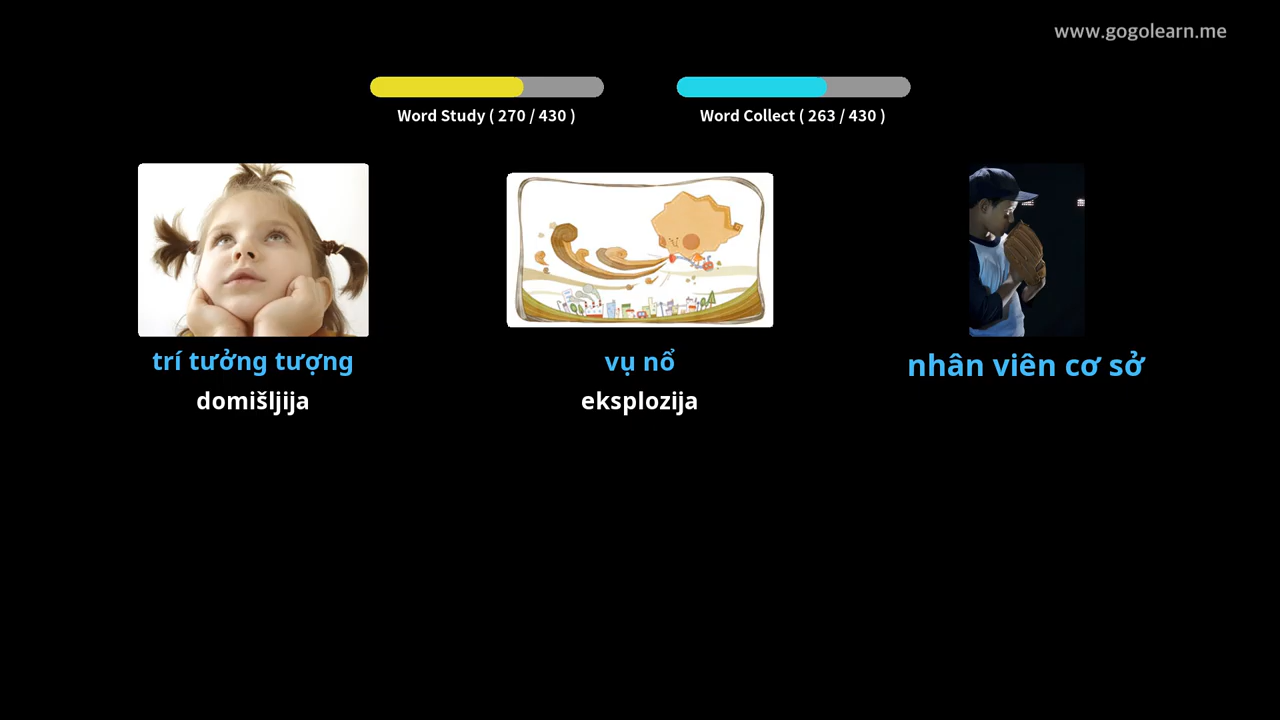 www.gogolearn.me
Word Study ( 270 / 430 )
Word Collect ( 263 / 430 )
trí tưởng tượng
domišljija
vụ nổ
eksplozija
nhân viên cơ sở